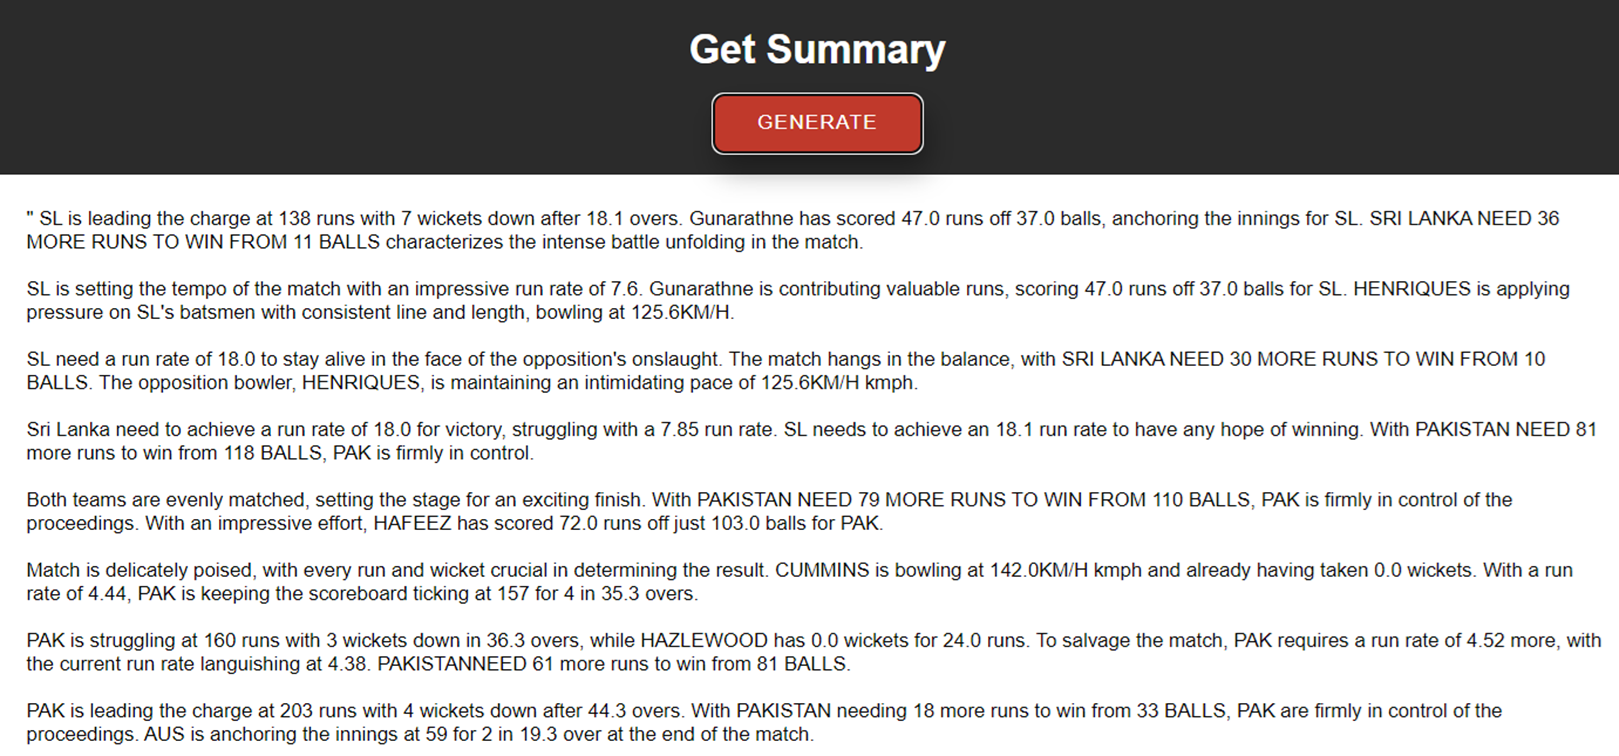 Get Summary
GENERATE
" SL is leading the charge at 138 runs with 7 wickets down after 18.1 overs. Gunarathne has scored 47.0 runs off 37.0 balls, anchoring the innings for SL. SRI LANKA NEED 36
MORE RUNS TO WIN FROM 11 BALLS characterizes the intense battle unfolding in the match.
SL is setting the tempo of the match with an impressive run rate of 7.6. Gunarathne is contributing valuable runs, scoring 47.0 runs off 37.0 balls for SL. HENRIQUES is applying
pressure on SL's batsmen with consistent line and length, bowling at 125.6KM/H.
SL need a run rate of 18.0 to stay alive in the face of the opposition's onslaught. The match hangs in the balance, with SRI LANKA NEED 30 MORE RUNS TO WIN FROM 10
BALLS. The opposition bowler, HENRIQUES, is maintaining an intimidating pace of 125.6KM/H kmph.
Sri Lanka need to achieve a run rate of 18.0 for victory, struggling with a 7.85 run rate. SL needs to achieve an 18.1 run rate to have any hope of winning. With PAKISTAN NEED 81
more runs to win from 118 BALLS, PAK is firmly in control.
Both teams are evenly matched, setting the stage for an exciting finish. With PAKISTAN NEED 79 MORE RUNS TO WIN FROM 110 BALLS, PAK is firmly in control of the
proceedings. With an impressive effort, HAFEEZ has scored 72.0 runs off just 103.0 balls for PAK.
Match is delicately poised, with every run and wicket crucial in determining the result. CUMMINS is bowling at 142.0KM/H kmph and already having taken 0.0 wickets. With a run
rate of 4.44, PAK is keeping the scoreboard ticking at 157 for 4 in 35.3 overs.
PAK is struggling at 160 runs with 3 wickets down in 36.3 overs, while HAZLEWOOD has 0.0 wickets for 24.0 runs. To salvage the match, PAK requires a run rate of 4.52 more, with
the current run rate languishing at 4.38. PAKISTANNEED 61 more runs to win from 81 BALLS.
PAK is leading the charge at 203 runs with 4 wickets down after 44.3 overs. With PAKISTAN needing 18 more runs to win from 33 BALLS, PAK are firmly in control of the
proceedings. AUS is anchoring the innings at 59 for 2 in 19.3 over at the end of the match.